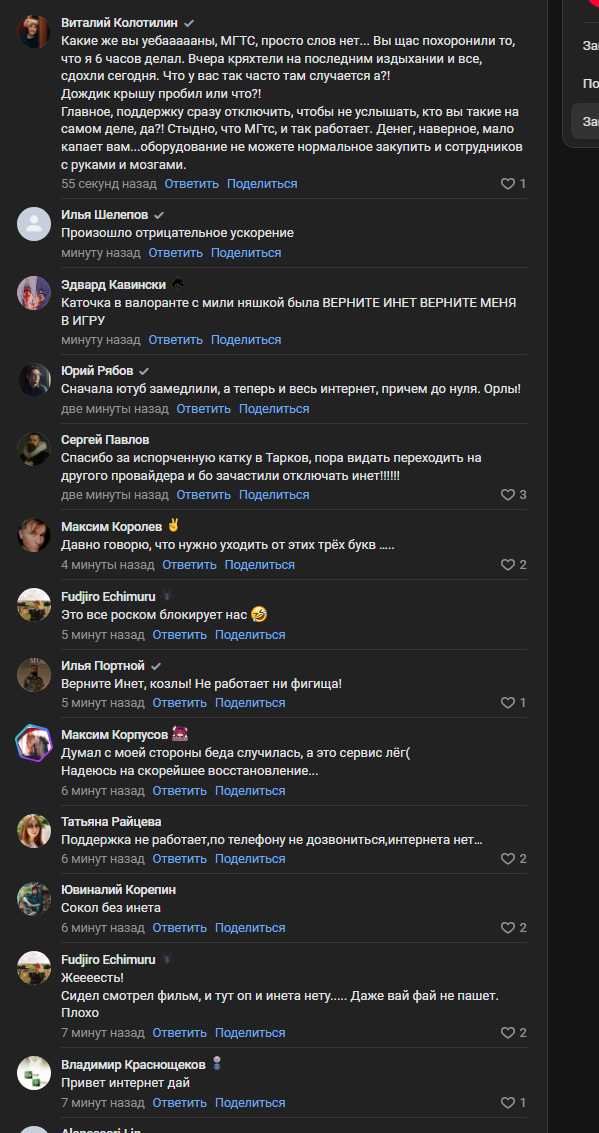 За
Виталий Колотилин
Какие же вы уебаааааны, МГТС, просто слов нет... Вы щас похоронили то,
что я 6 часов делал. Вчера кряхтели на последним издыхании и все,
сдохли сегодня. Что у вас так часто там случается а?!
Дождик крышу пробил или что?!
Главное, поддержку сразу отключить, чтобы не услышать, кто вы такие на
самом деле, да?! Стыдно, что МГтс, и так работает. Денег, наверное, мало
капает вам...оборудование не можете нормальное закупить и сотрудников
с руками и мозгами.
55 секунд назад Ответить Поделиться 1
По
За
Илья Шелепов
Произошло отрицательное ускорение
минуту назад Ответить Поделиться
Эдвард Кавински
Каточка в валоранте с мили няшкой была ВЕРНИТЕ ИНЕТ ВЕРНИТЕ МЕНЯ
В ИГРУ
минуту назад Ответить Поделиться
Юрий Рябов
Сначала ютуб замедлили, а теперь и весь интернет, причем до нуля. Орлы!
две минуты назад Ответить Поделиться
Сергей Павлов
Спасибо за испорченную катку в Тарков, пора видать переходить на
другого провайдера и бо зачастили отключать инет!!!!!!
две минуты назад Ответить Поделиться 3
Максим Королев ✌
Давно говорю, что нужно уходить от этих трёх букв .....
4 минуты назад Ответить Поделиться 2
Fudjiro Echimuru
Это все роском блокирует нас 🤣
5 минут назад Ответить Поделиться
Илья Портной
Верните Инет, козлы! Не работает ни фигища!
5 минут назад Ответить Поделиться 1
Максим Корпусов
Думал с моей стороны беда случилась, а это сервис лёг(
Надеюсь на скорейшее восстановление...
6 минут назад Ответить Поделиться
Татьяна Райцева
Поддержка не работает,по телефону не дозвониться,интернета нет...
6 минут назад Ответить Поделиться 2
Ювиналий Корепин
Сокол без инета
6 минут назад Ответить Поделиться 2
Fudjiro Echimuru
Жеееесть!
Сидел смотрел фильм, и тут оп и инета нету..... Даже вай фай не пашет.
Плохо
7 минут назад Ответить Поделиться 2
Владимир Краснощеков
Привет интернет дай
7 минут назад Ответить Поделиться 1